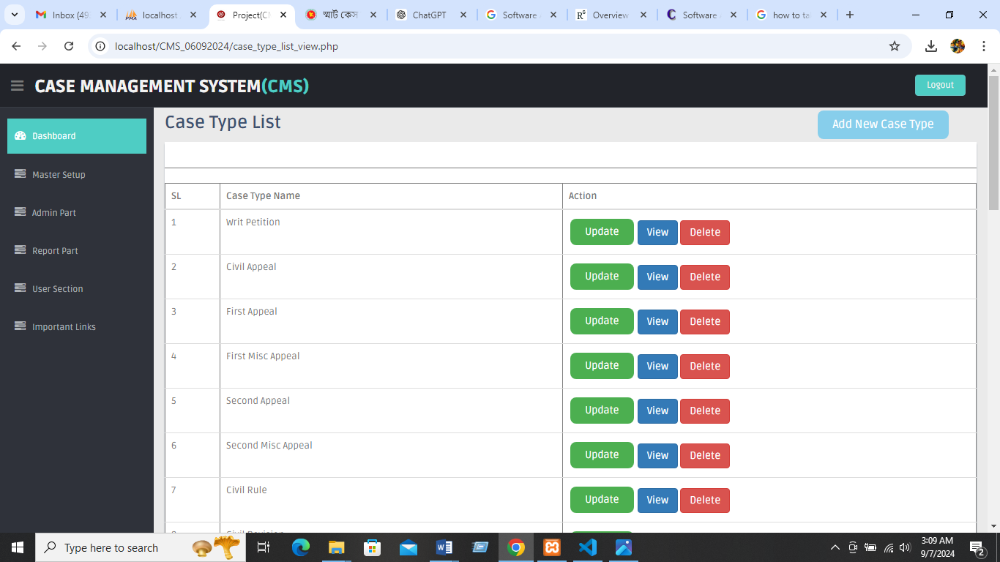 Inbox (49
localhost
Project(C
স্মার্ট কেস
ChatGPT
Software
Overview
Software
how to ta
localhost/CMS_06092024/case_type_list_view.php
CASE MANAGEMENT SYSTEM(CMS)
Logout
Dashboard
Master Setup
Admin Part
Report Part
User Section
Important Links
Case Type List
Add New Case Type
SL Case Type Name Action
1 Writ Petition Update View Delete
2 Civil Appeal Update View Delete
3 First Appeal Update View Delete
4 First Misc Appeal Update View Delete
5 Second Appeal Update View Delete
6 Second Misc Appeal Update View Delete
7 Civil Rule Update View Delete
Type here to search
3:09 AM
9/7/2024
2